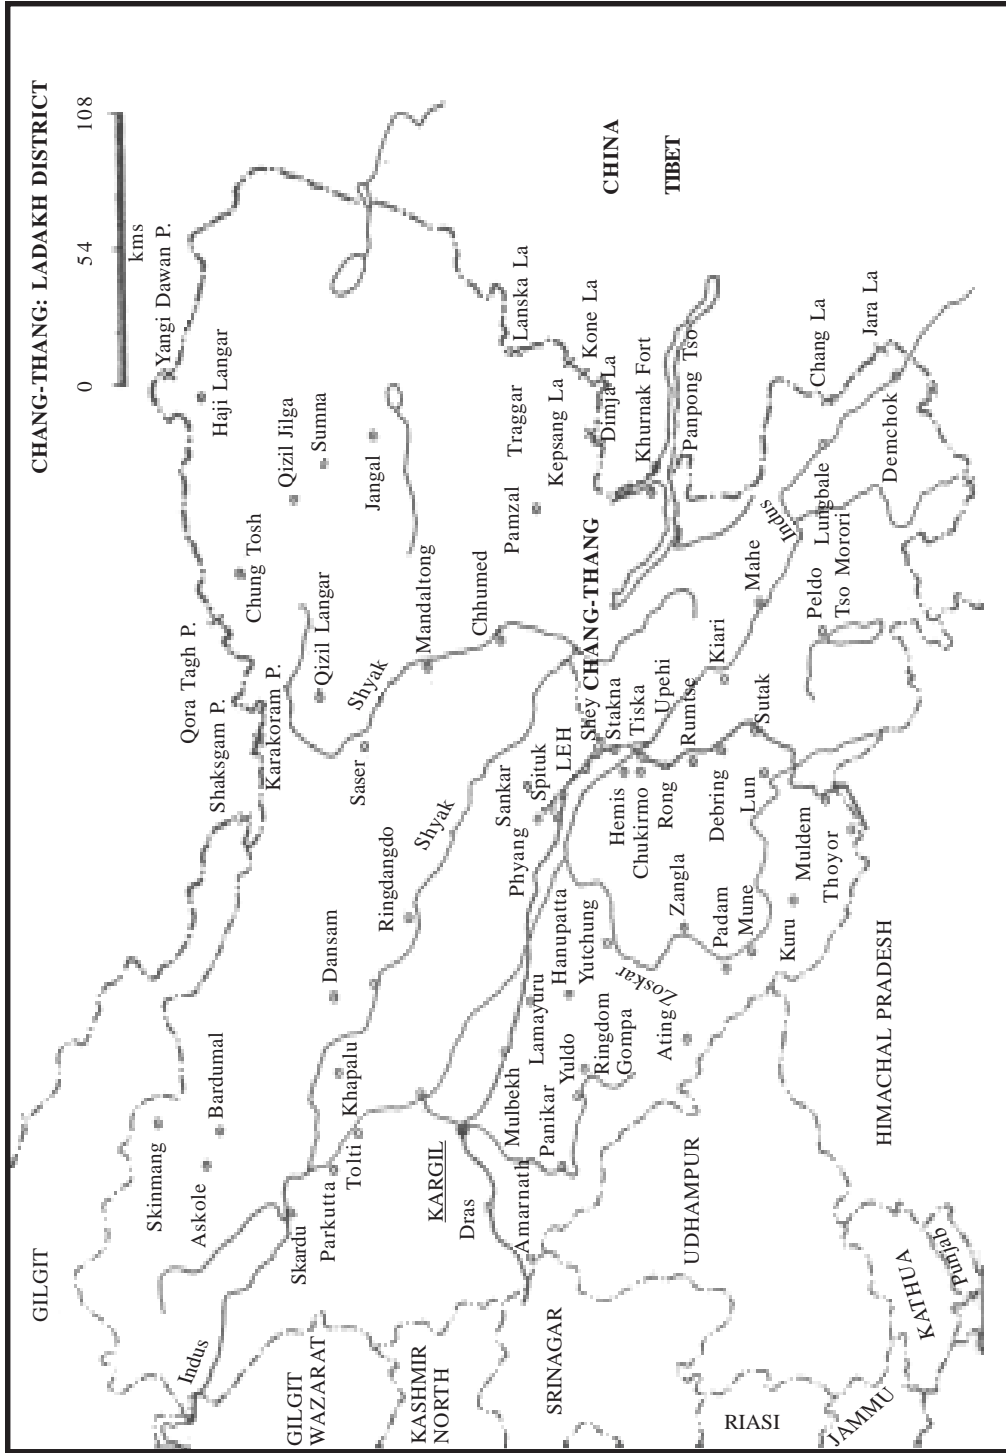 CHANG-THANG: LADAKH DISTRICT
0 54 108
kms
GILGIT
Yangi Dawan P.
Haji Langar
Qizil Jilga
Sumna
Jangal
Chung Tosh
Qizil Langar
Qora Tagh P.
Shaksgam P.
Karakoram P.
Skinmang
Askole
Bardumal
Indus
GILGIT
WAZARAT
Skardu
Parkutta
Tolti
Khapalu
Dansam
Ringdangdo
Saser
Shyak
Shyak
Mandaltong
Chhumed
Pamzal
Traggar
Kepsang La
Lanska La
Kone La
Dimja La
Khurnak Fort
Panpong Tso
CHINA
TIBET
KASHMIR
NORTH
KARGIL
Dras
Amarnath
SRINAGAR
Mulbekh
Panikar
Lamayuru
Yuldo
Hanupatta
Yutchung
Ringdom
Gompa
Phyang
Sankar
Spituk
LEH
Shey
CHANG-THANG
Stakna
Tiska
Upehi
Hemis
Chukirmo
Rong
Rumtse
Kiari
Mahe
Indus
Chang La
Jara La
Demchok
Lungbale
Peldo
Tso Morori
Sutak
Debring
Lun
Zangla
Zoskar
Ating
Padam
Mune
Kuru
Muldem
Thoyor
UDHAMPUR
HIMACHAL PRADESH
RIASI
JAMMU
KATHUA
Punjab